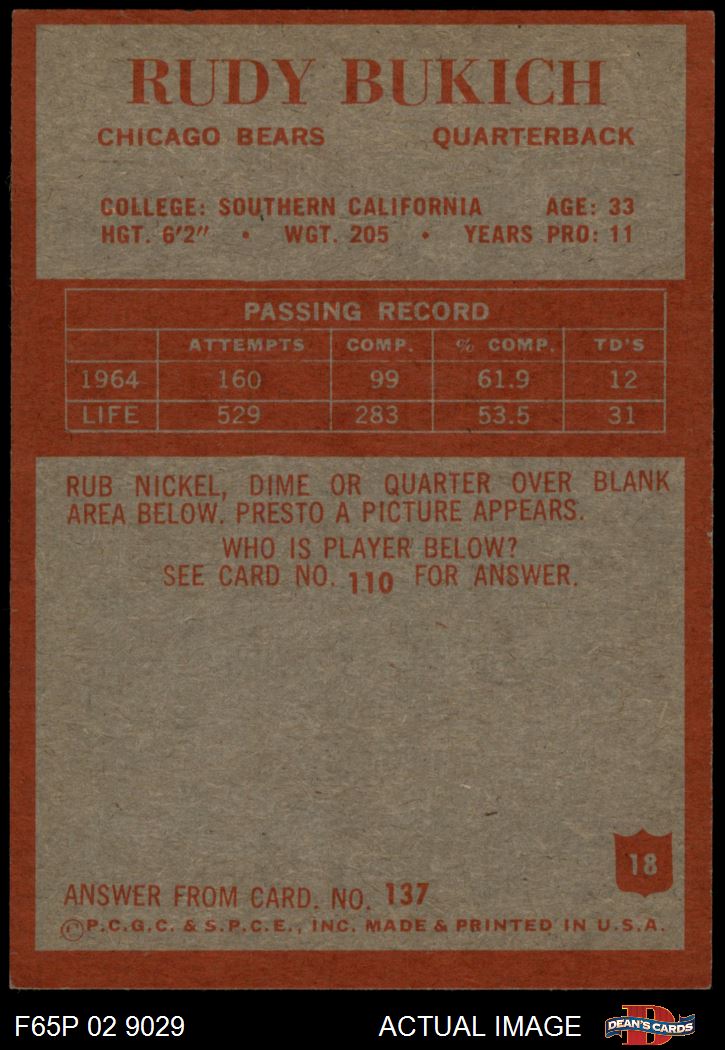 RUDY BUKICH
CHICAGO BEARS QUARTERBACK
COLLEGE: SOUTHERN CALIFORNIA AGE: 33
HGT. 6'2" • WGT. 205 • YEARS PRO: 11
PASSING RECORD
ATTEMPTS COMP. % COMP. TD'S
1964 160 99 61.9 12
LIFE 529 283 53.5 31
RUB NICKEL, DIME OR QUARTER OVER BLANK
AREA BELOW. PRESTO A PICTURE APPEARS.
WHO IS PLAYER BELOW?
SEE CARD NO. 110 FOR ANSWER.
18
ANSWER FROM CARD. NO. 137
©P.C.G.C. & S.P.C.E., INC. MADE & PRINTED IN U.S.A.
F65P 02 9029 ACTUAL IMAGE
D
DEAN'S CARDS